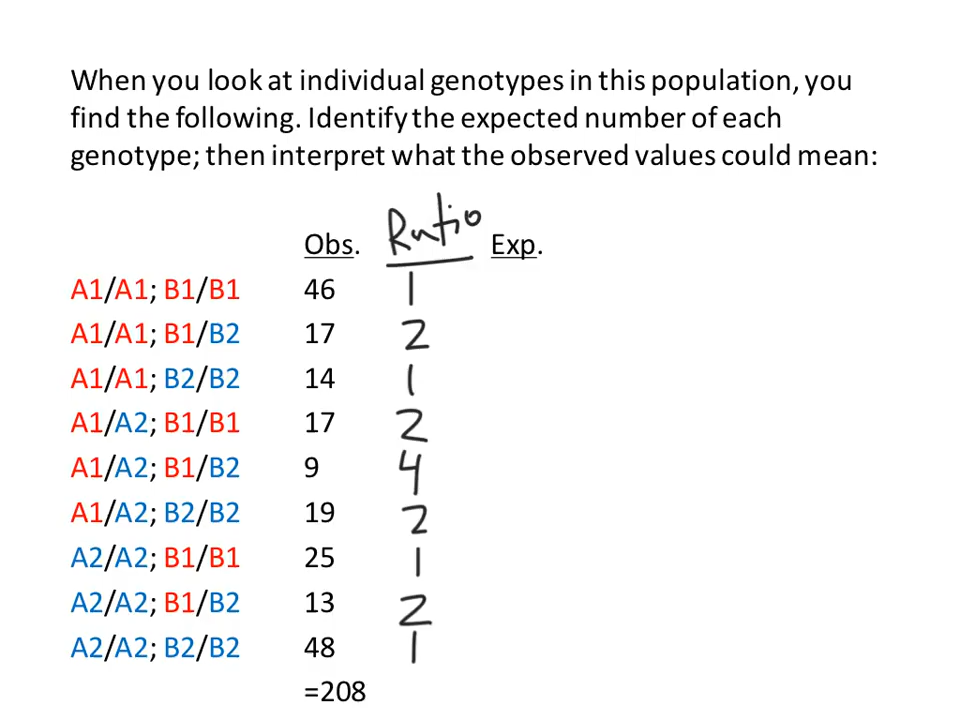 When you look at individual genotypes in this population, you
find the following. Identify the expected number of each
genotype; then interpret what the observed values could mean:
Obs. Ratio Exp.
A1/A1; B1/B1 46 1
A1/A1; B1/B2 17 2
A1/A1; B2/B2 14 1
A1/A2; B1/B1 17 2
A1/A2; B1/B2 9 4
A1/A2; B2/B2 19 2
A2/A2; B1/B1 25 1
A2/A2; B1/B2 13 2
A2/A2; B2/B2 48 1
=208